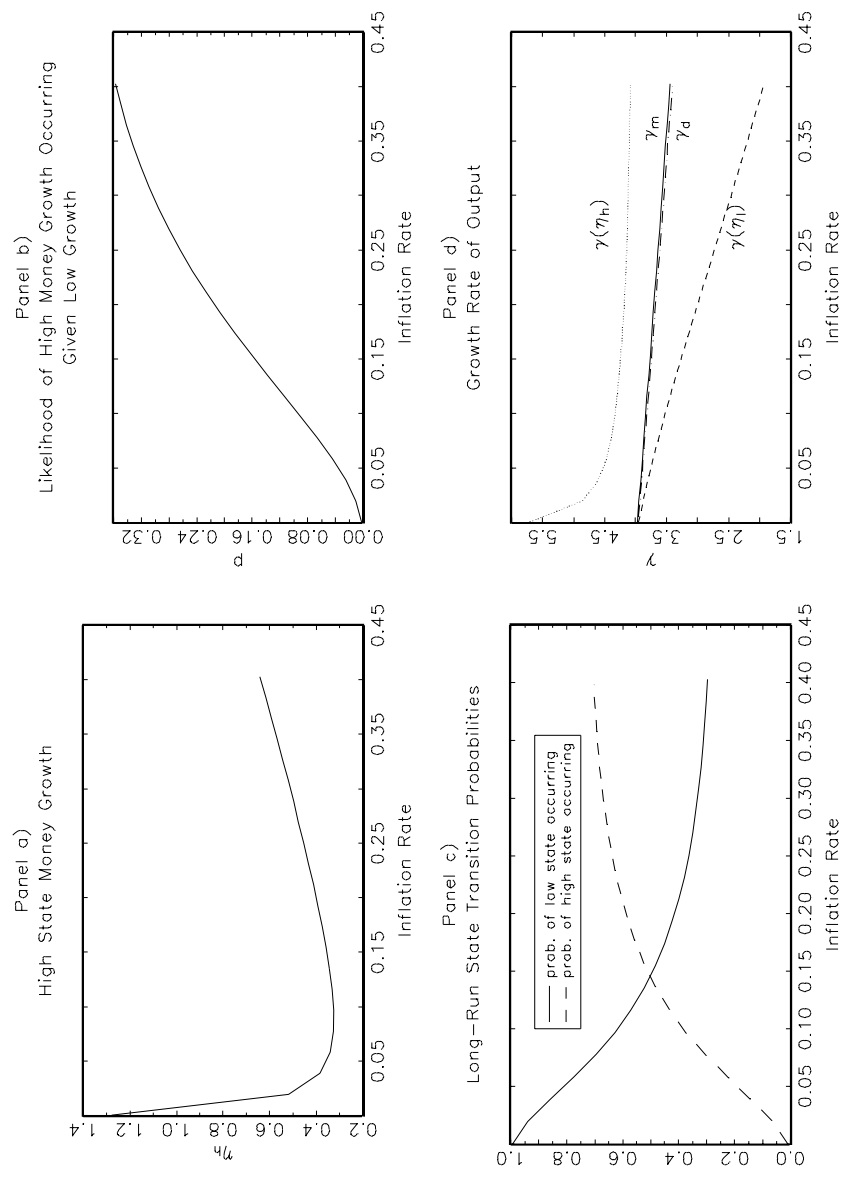 Panel a)
High State Money Growth
1.4
1.2
1.0
0.8
0.6
0.4
0.2
ηh
0.05
0.15
0.25
0.35
0.45
Inflation Rate
Panel b)
Likelihood of High Money Growth Occurring
Given Low Growth
0.32
0.24
0.16
0.08
0.00
p
0.05
0.15
0.25
0.35
0.45
Inflation Rate
Panel c)
Long-Run State Transition Probabilities
prob. of low state occurring
prob. of high state occurring
1.0
0.8
0.6
0.4
0.2
0.0
0.05
0.10
0.15
0.20
0.25
0.30
0.35
0.40
0.45
Inflation Rate
Panel d)
Growth Rate of Output
γ(ηh)
γm
γd
γ(ηl)
5.5
4.5
3.5
2.5
1.5
γ
0.05
0.15
0.25
0.35
0.45
Inflation Rate